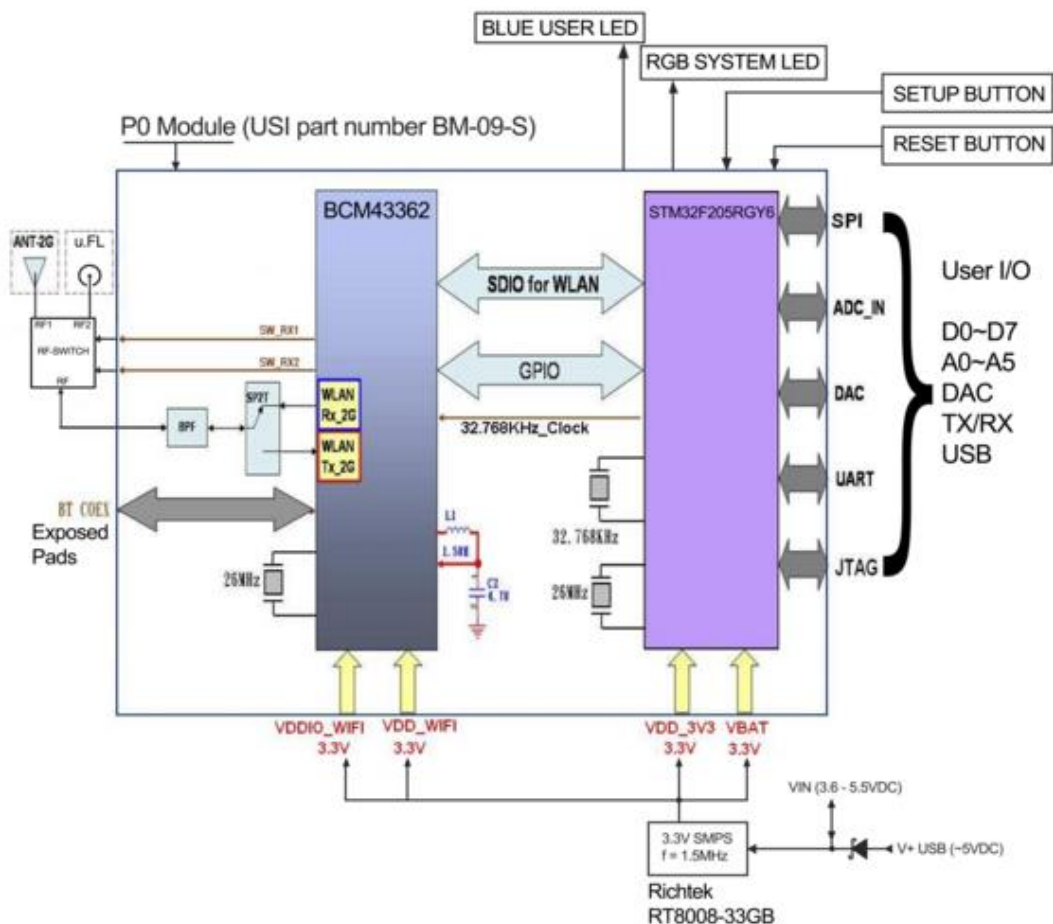 BLUE USER LED
RGB SYSTEM LED
SETUP BUTTON
RESET BUTTON
P0 Module (USI part number BM-09-S)
BCM43362
STM32F205RGY6
ANT-2G
u.FL
RF1
RF2
RF-SWITCH
RF
SW_RX1
SW_RX2
SDIO for WLAN
GPIO
32.768KHz_Clock
SP2T
BPF
WLAN
Rx_2G
WLAN
Tx_2G
BT COEX
Exposed
Pads
26MHz
L1
C2
32.768KHz
26MHz
SPI
ADC_IN
DAC
UART
JTAG
User I/O
D0~D7
A0~A5
DAC
TX/RX
USB
VDDIO_WIFI
3.3V
VDD_WIFI
3.3V
VDD_3V3
3.3V
VBAT
3.3V
VIN (3.6 - 5.5VDC)
3.3V SMPS
f = 1.5MHz
V+ USB (~5VDC)
Richtek
RT8008-33GB